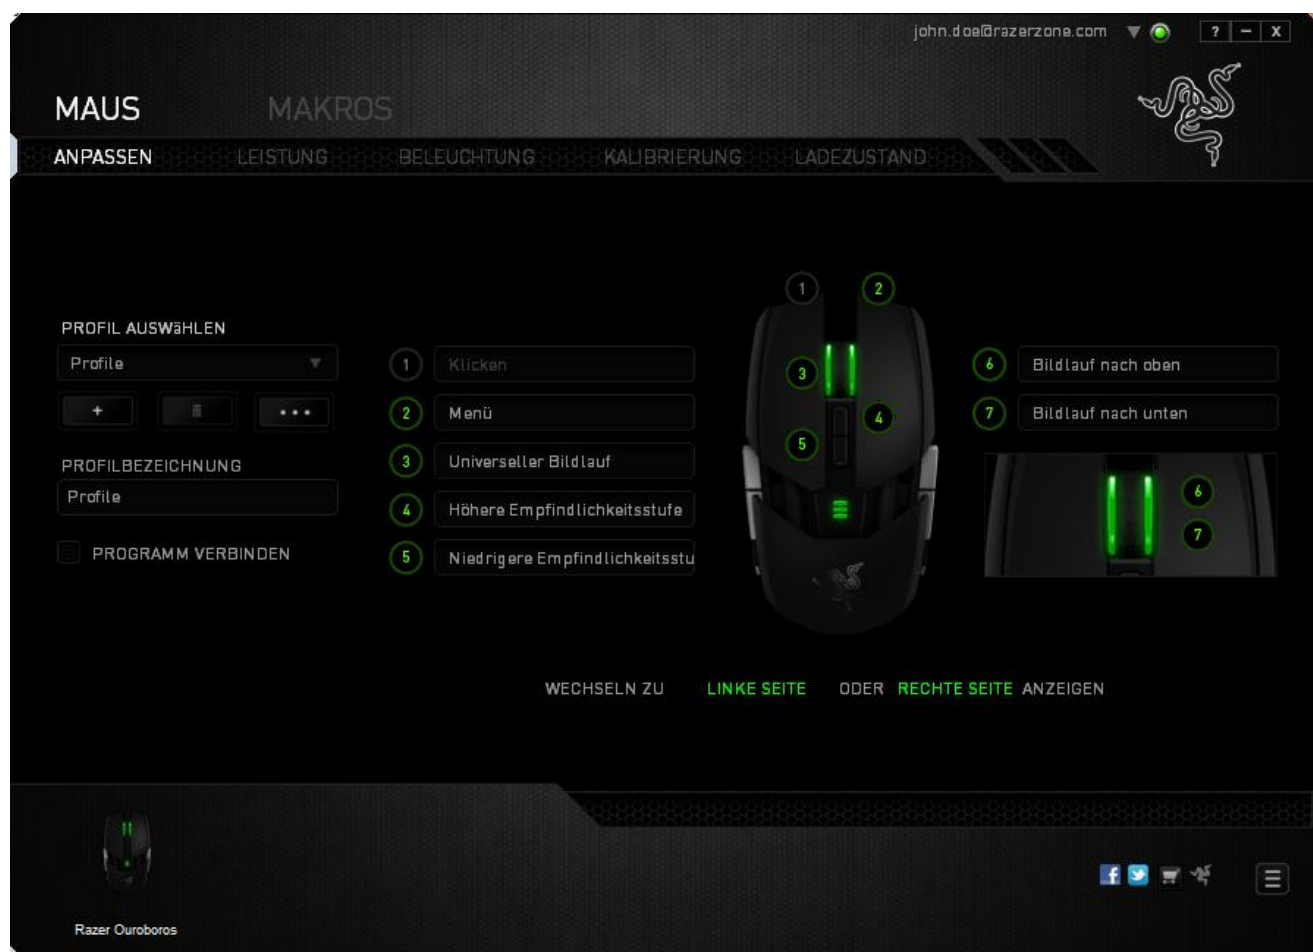 john.doe@razerzone.com ? – X
MAUS MAKROS
ANPASSEN LEISTUNG BELEUCHTUNG KALIBRIERUNG LADEZUSTAND
1 2
PROFIL AUSWäHLEN
Profile 1 Klicken 3 6 Bildlauf nach oben
+ ••• 2 Menü 4 7 Bildlauf nach unten
PROFILBEZEICHNUNG 3 Universeller Bildlauf 5
Profile 4 Höhere Empfindlichkeitsstufe 6
PROGRAMM VERBINDEN 5 Niedrigere Empfindlichkeitsstu 7
WECHSELN ZU LINKE SEITE ODER RECHTE SEITE ANZEIGEN
f
Razer Ouroboros